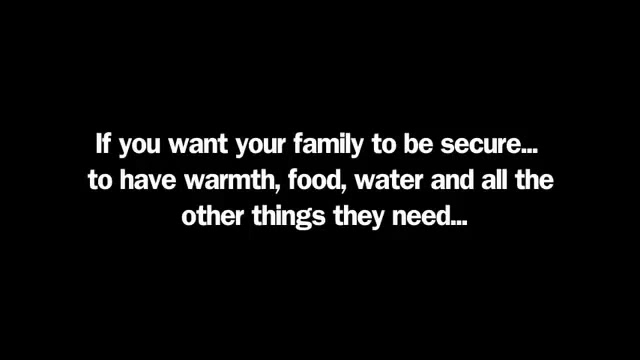 If you want your family to be secure...
to have warmth, food, water and all the
other things they need...